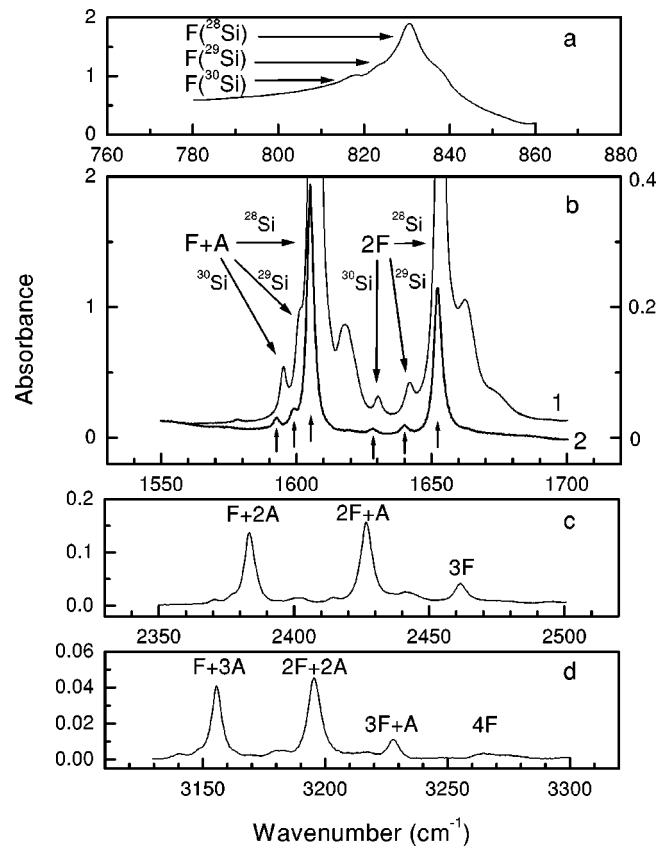 2
F(²⁸Si)
a
F(²⁹Si)
1
F(³⁰Si)
0
760 780 800 820 840 860 880
2
0.4
b
²⁸Si
²⁸Si
F+A
2F
³⁰Si
²⁹Si
³⁰Si
²⁹Si
1
0.2
1
0
2
0
1550 1600 1650 1700
Absorbance
0.2
c
F+2A
2F+A
0.1
3F
0.0
2350 2400 2450 2500
0.06
d
F+3A
2F+2A
0.04
3F+A
4F
0.02
0.00
3150 3200 3250 3300
Wavenumber (cm⁻¹)